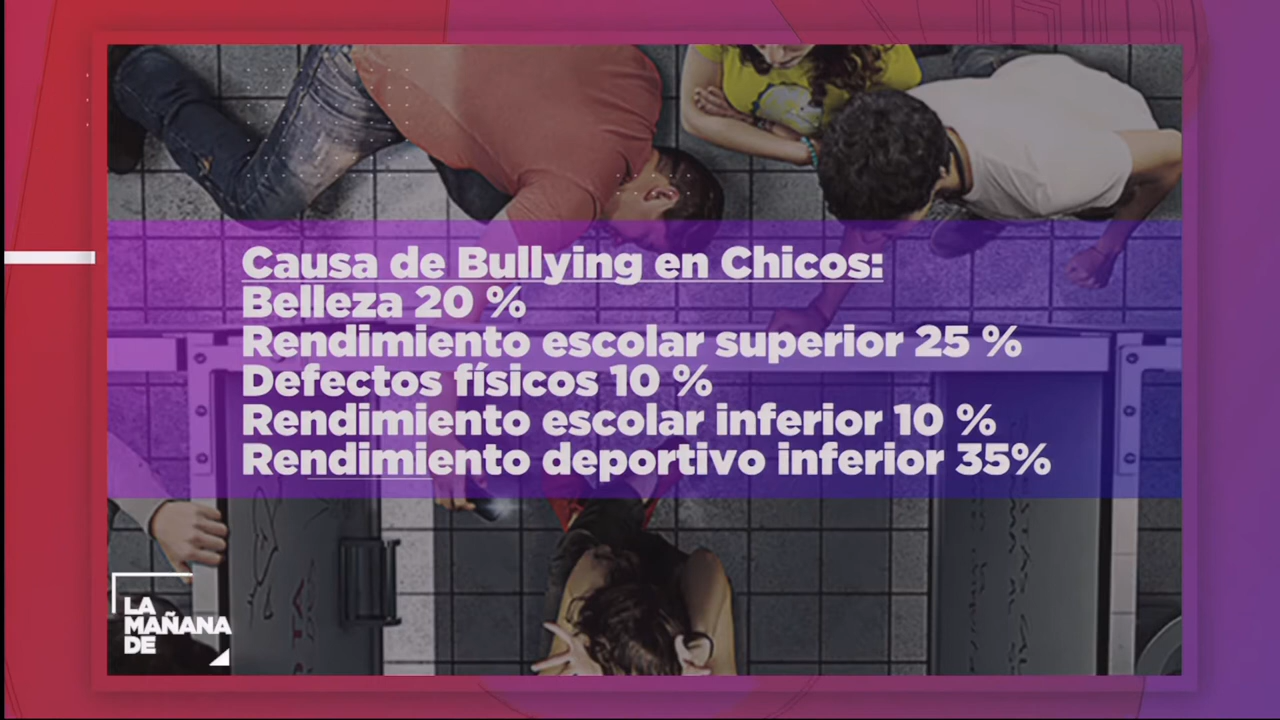 Causa de Bullying en Chicos:
Belleza 20 %
Rendimiento escolar superior 25 %
Defectos físicos 10 %
Rendimiento escolar inferior 10 %
Rendimiento deportivo inferior 35%
LA
MAÑANA
DE